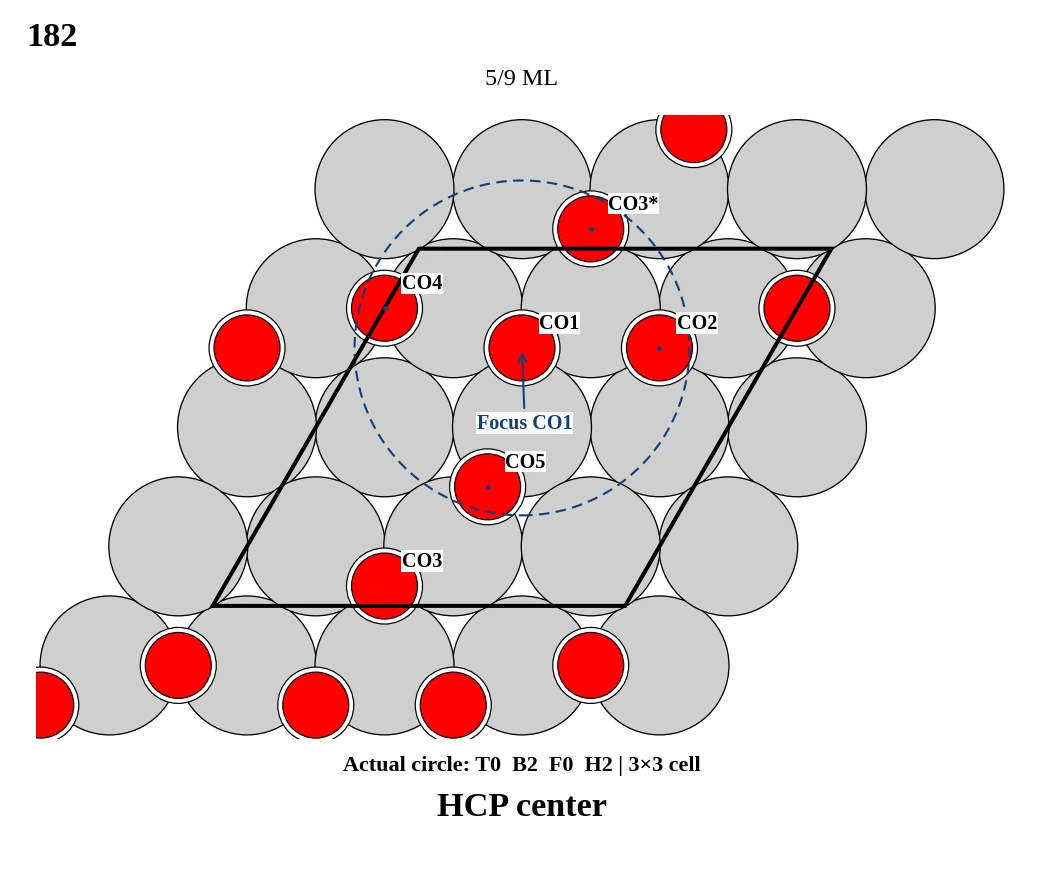 182
5/9 ML
CO3*
CO4
CO1
CO2
Focus CO1
CO5
CO3
Actual circle: T0 B2 F0 H2 | 3×3 cell
HCP center